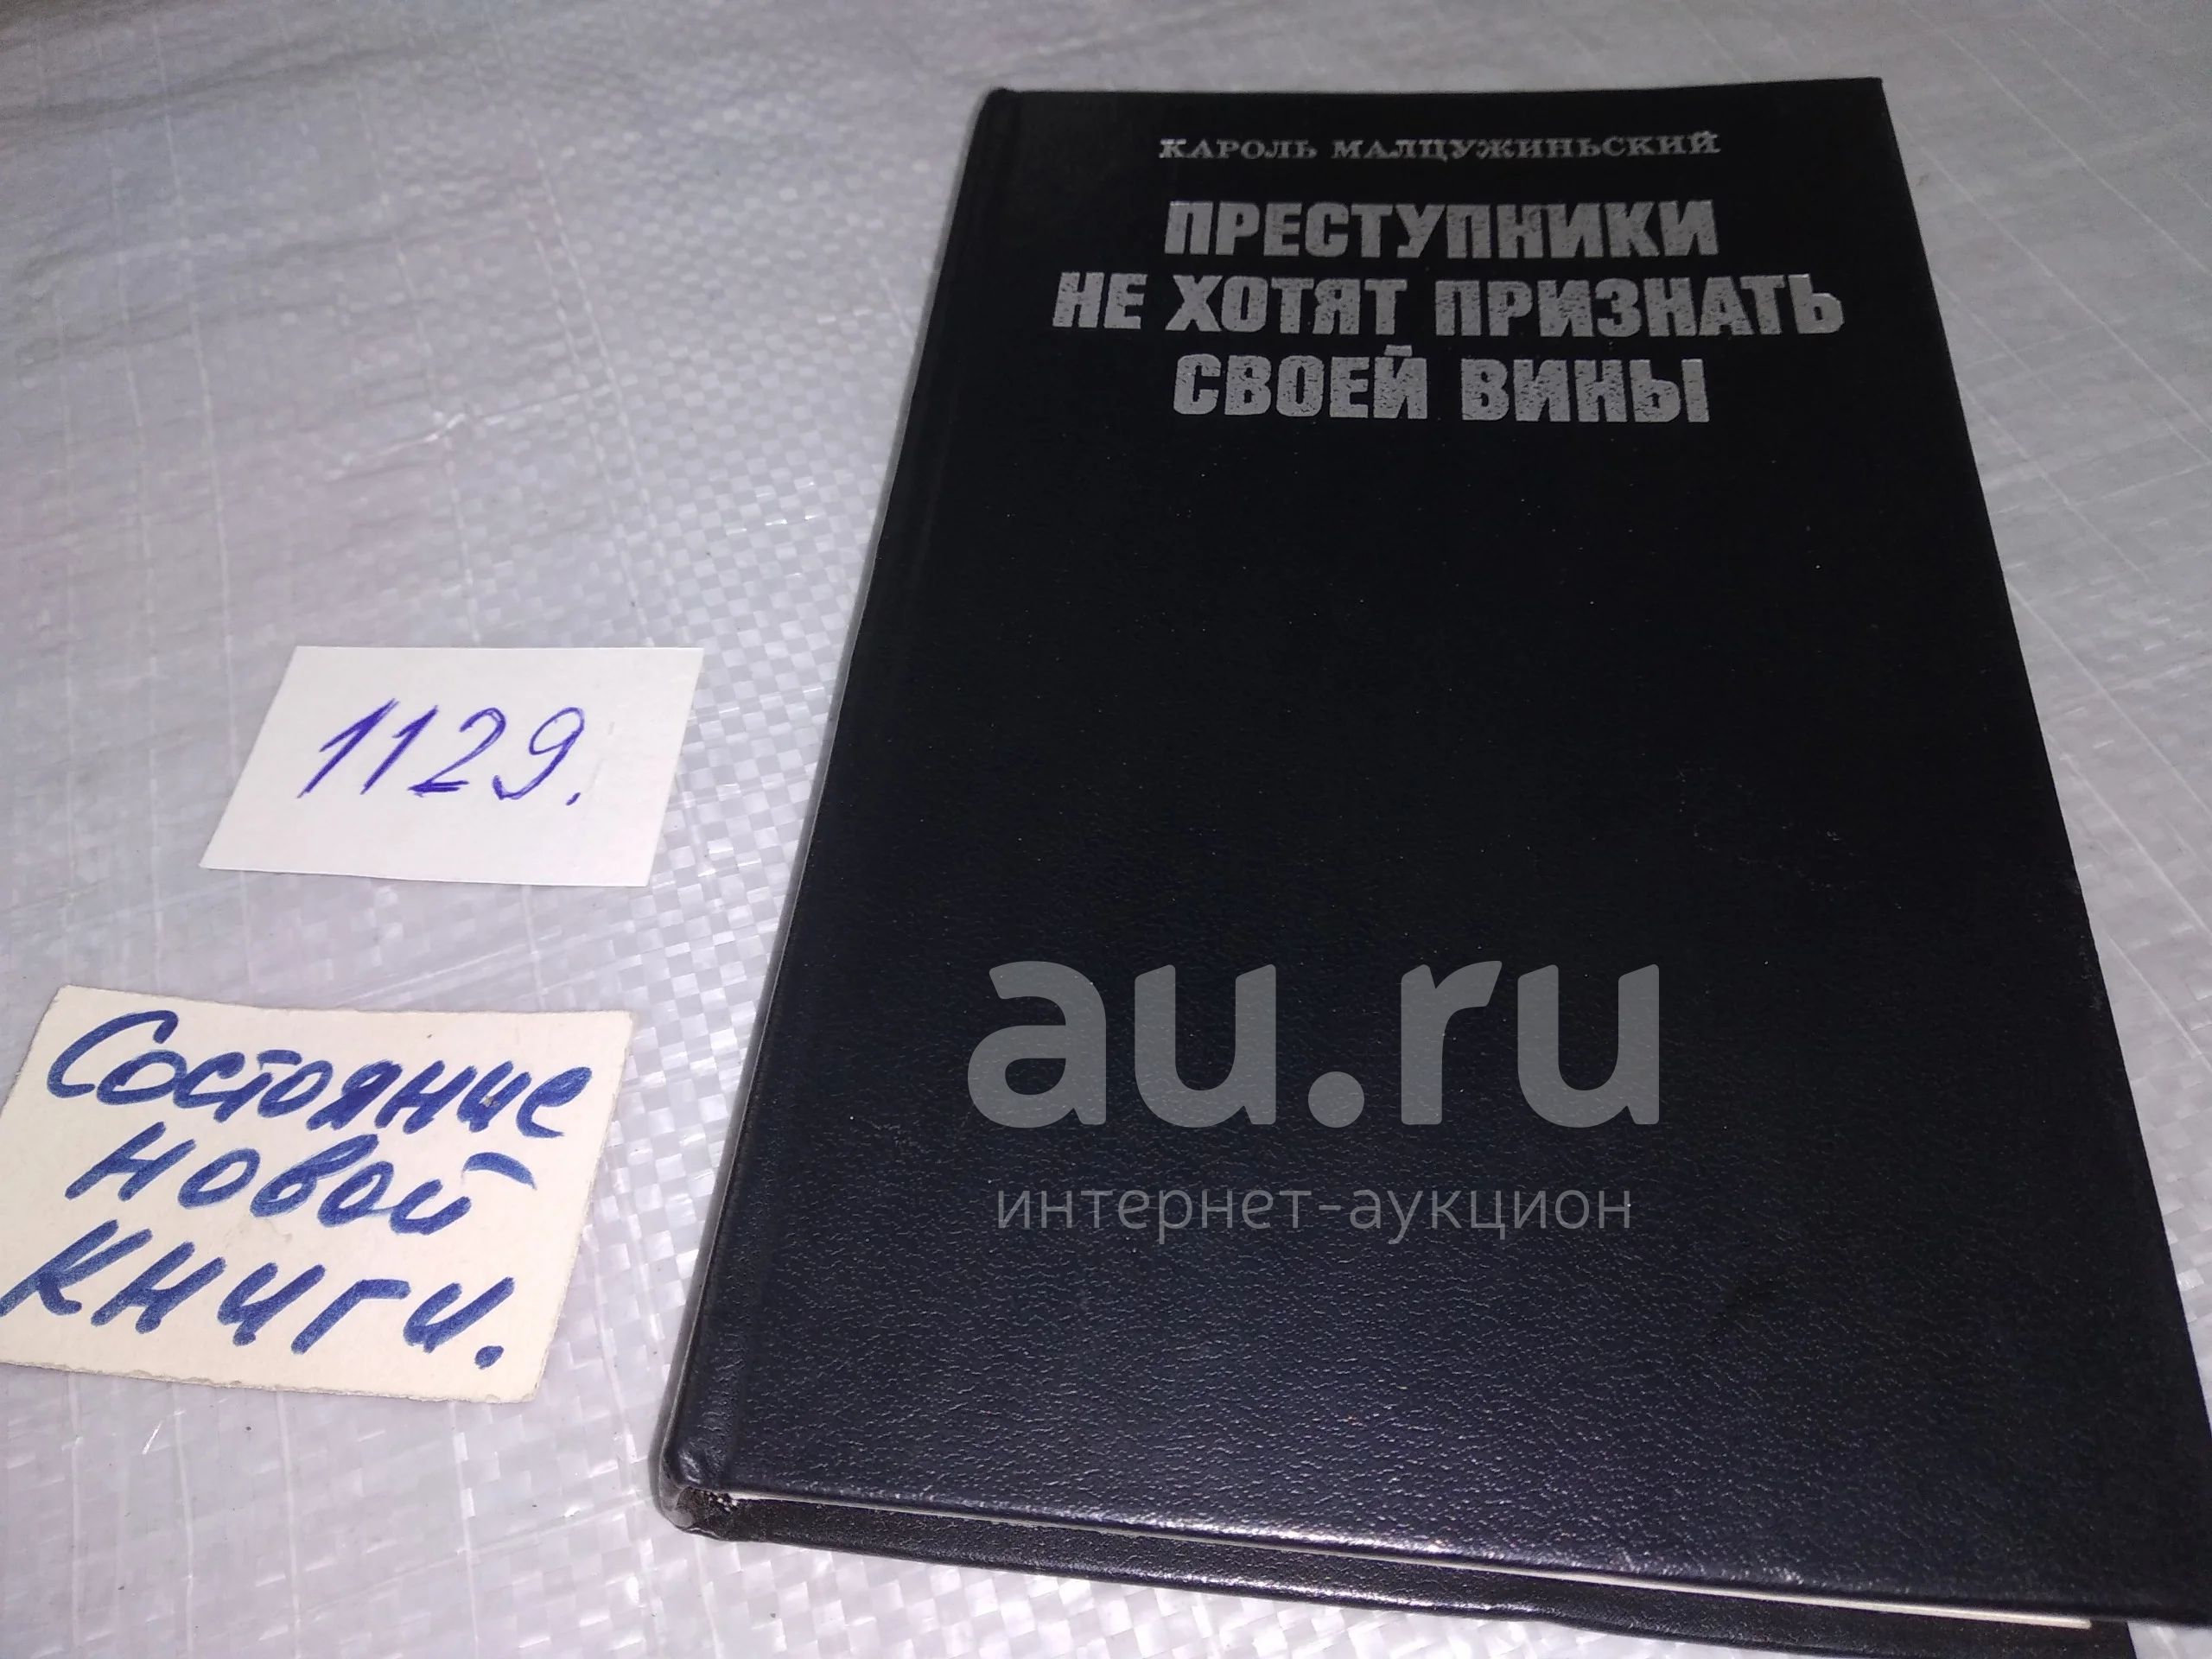 КАРОЛЬ МАЛЦУЖИНЬСКИЙ
ПРЕСТУПНИКИ
НЕ ХОТЯТ ПРИЗНАТЬ
СВОЕЙ ВИНЫ
1129.
Состояние
новой
книги.
au.ru
интернет-аукцион